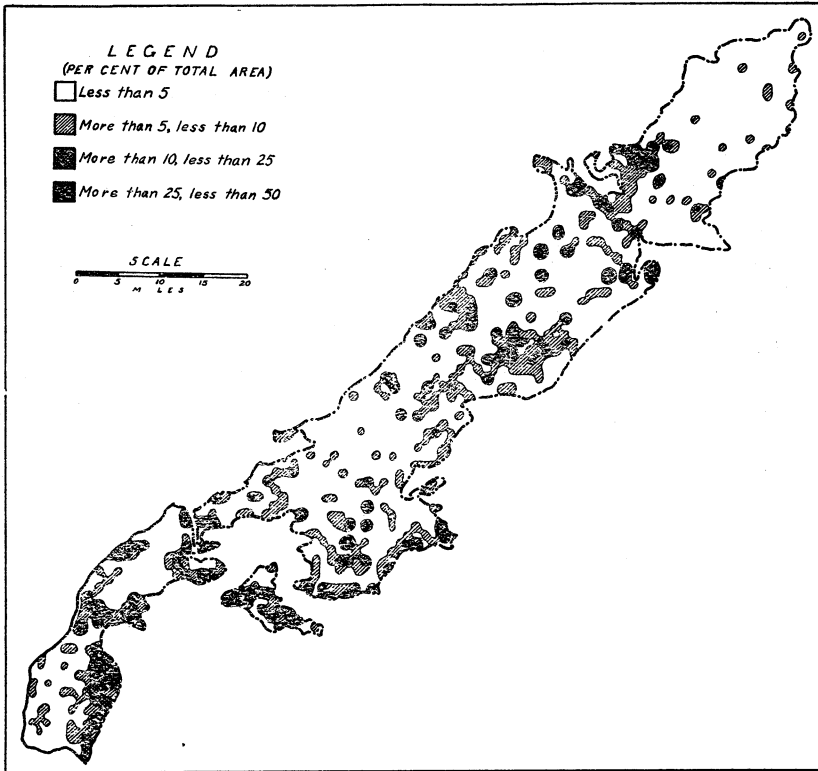 LEGEND
(PER CENT OF TOTAL AREA)
Less than 5
More than 5, less than 10
More than 10, less than 25
More than 25, less than 50
SCALE
0 5 10 15 20
M LES